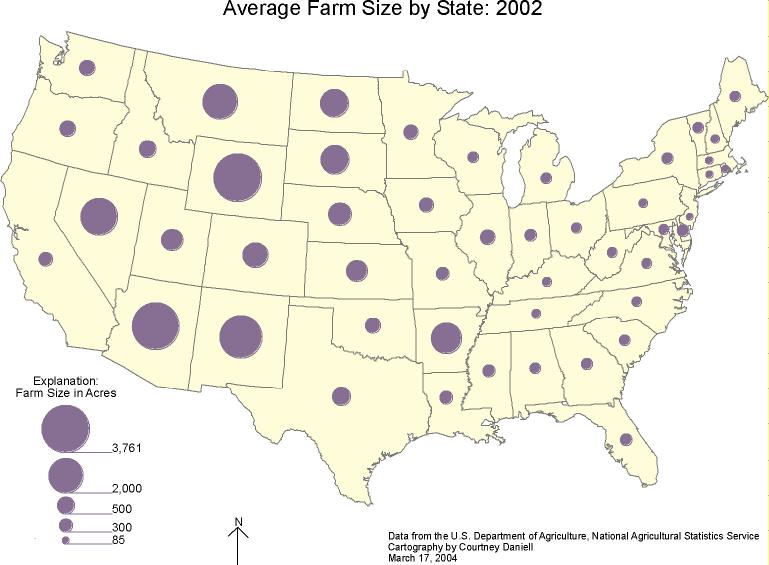 Average Farm Size by State: 2002
Explanation:
Farm Size in Acres
3,761
2,000
500
300
85
N
Data from the U.S. Department of Agriculture, National Agricultural Statistics Service
Cartography by Courtney Daniell
March 17, 2004